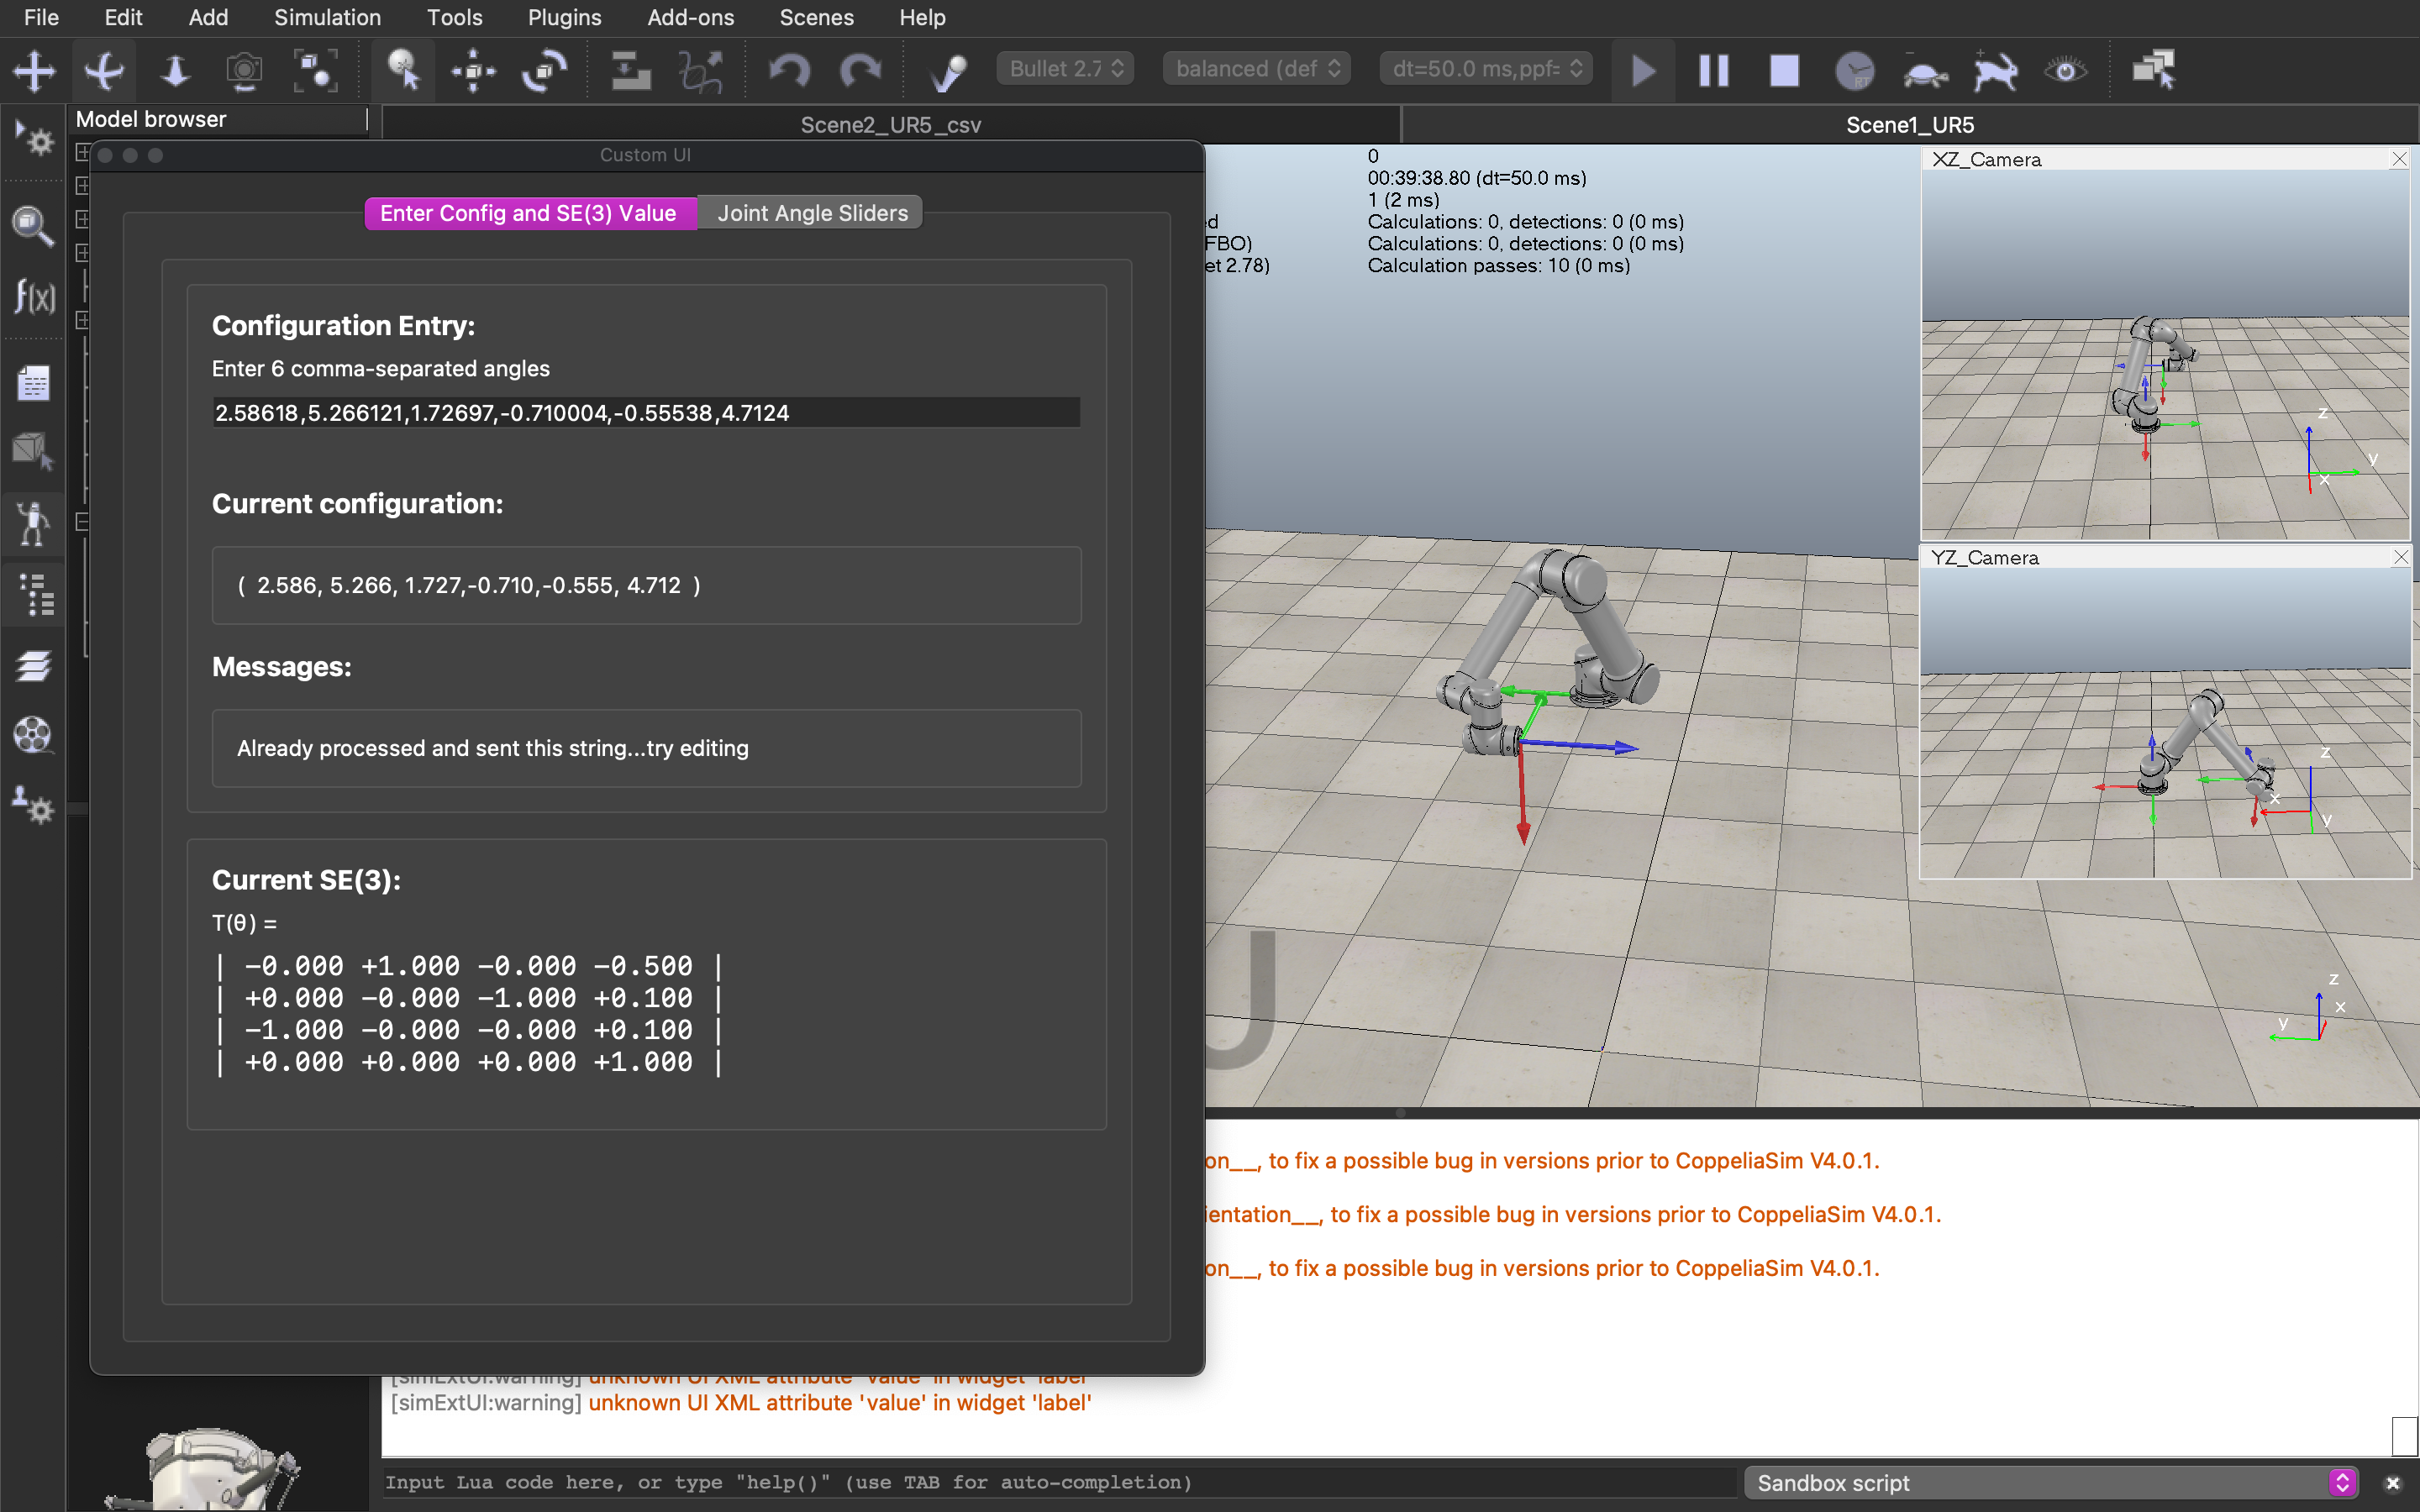 File Edit Add Simulation Tools Plugins Add-ons Scenes Help
Bullet 2.7 balanced (def dt=50.0 ms,ppf=
RT
f(x)
Model browser
Scene2_UR5_csv
Scene1_UR5
Custom UI
Enter Config and SE(3) Value
Joint Angle Sliders
Configuration Entry:
Enter 6 comma-separated angles
2.58618,5.266121,1.72697,-0.710004,-0.55538,4.7124
Current configuration:
( 2.586, 5.266, 1.727,-0.710,-0.555, 4.712 )
Messages:
Already processed and sent this string...try editing
Current SE(3):
T(θ) =
| -0.000 +1.000 -0.000 -0.500 |
| +0.000 -0.000 -1.000 +0.100 |
| -1.000 -0.000 -0.000 +0.100 |
| +0.000 +0.000 +0.000 +1.000 |
0
00:39:38.80 (dt=50.0 ms)
1 (2 ms)
ed Calculations: 0, detections: 0 (0 ms)
FBO) Calculations: 0, detections: 0 (0 ms)
et 2.78) Calculation passes: 10 (0 ms)
XZ_Camera
z
y
x
YZ_Camera
z
x
y
z
x
y
U
on__, to fix a possible bug in versions prior to CoppeliaSim V4.0.1.
ientation__, to fix a possible bug in versions prior to CoppeliaSim V4.0.1.
on__, to fix a possible bug in versions prior to CoppeliaSim V4.0.1.
[simExtUI:warning] unknown UI XML attribute 'value' in widget 'label'
[simExtUI:warning] unknown UI XML attribute 'value' in widget 'label'
Input Lua code here, or type "help()" (use TAB for auto-completion)
Sandbox script